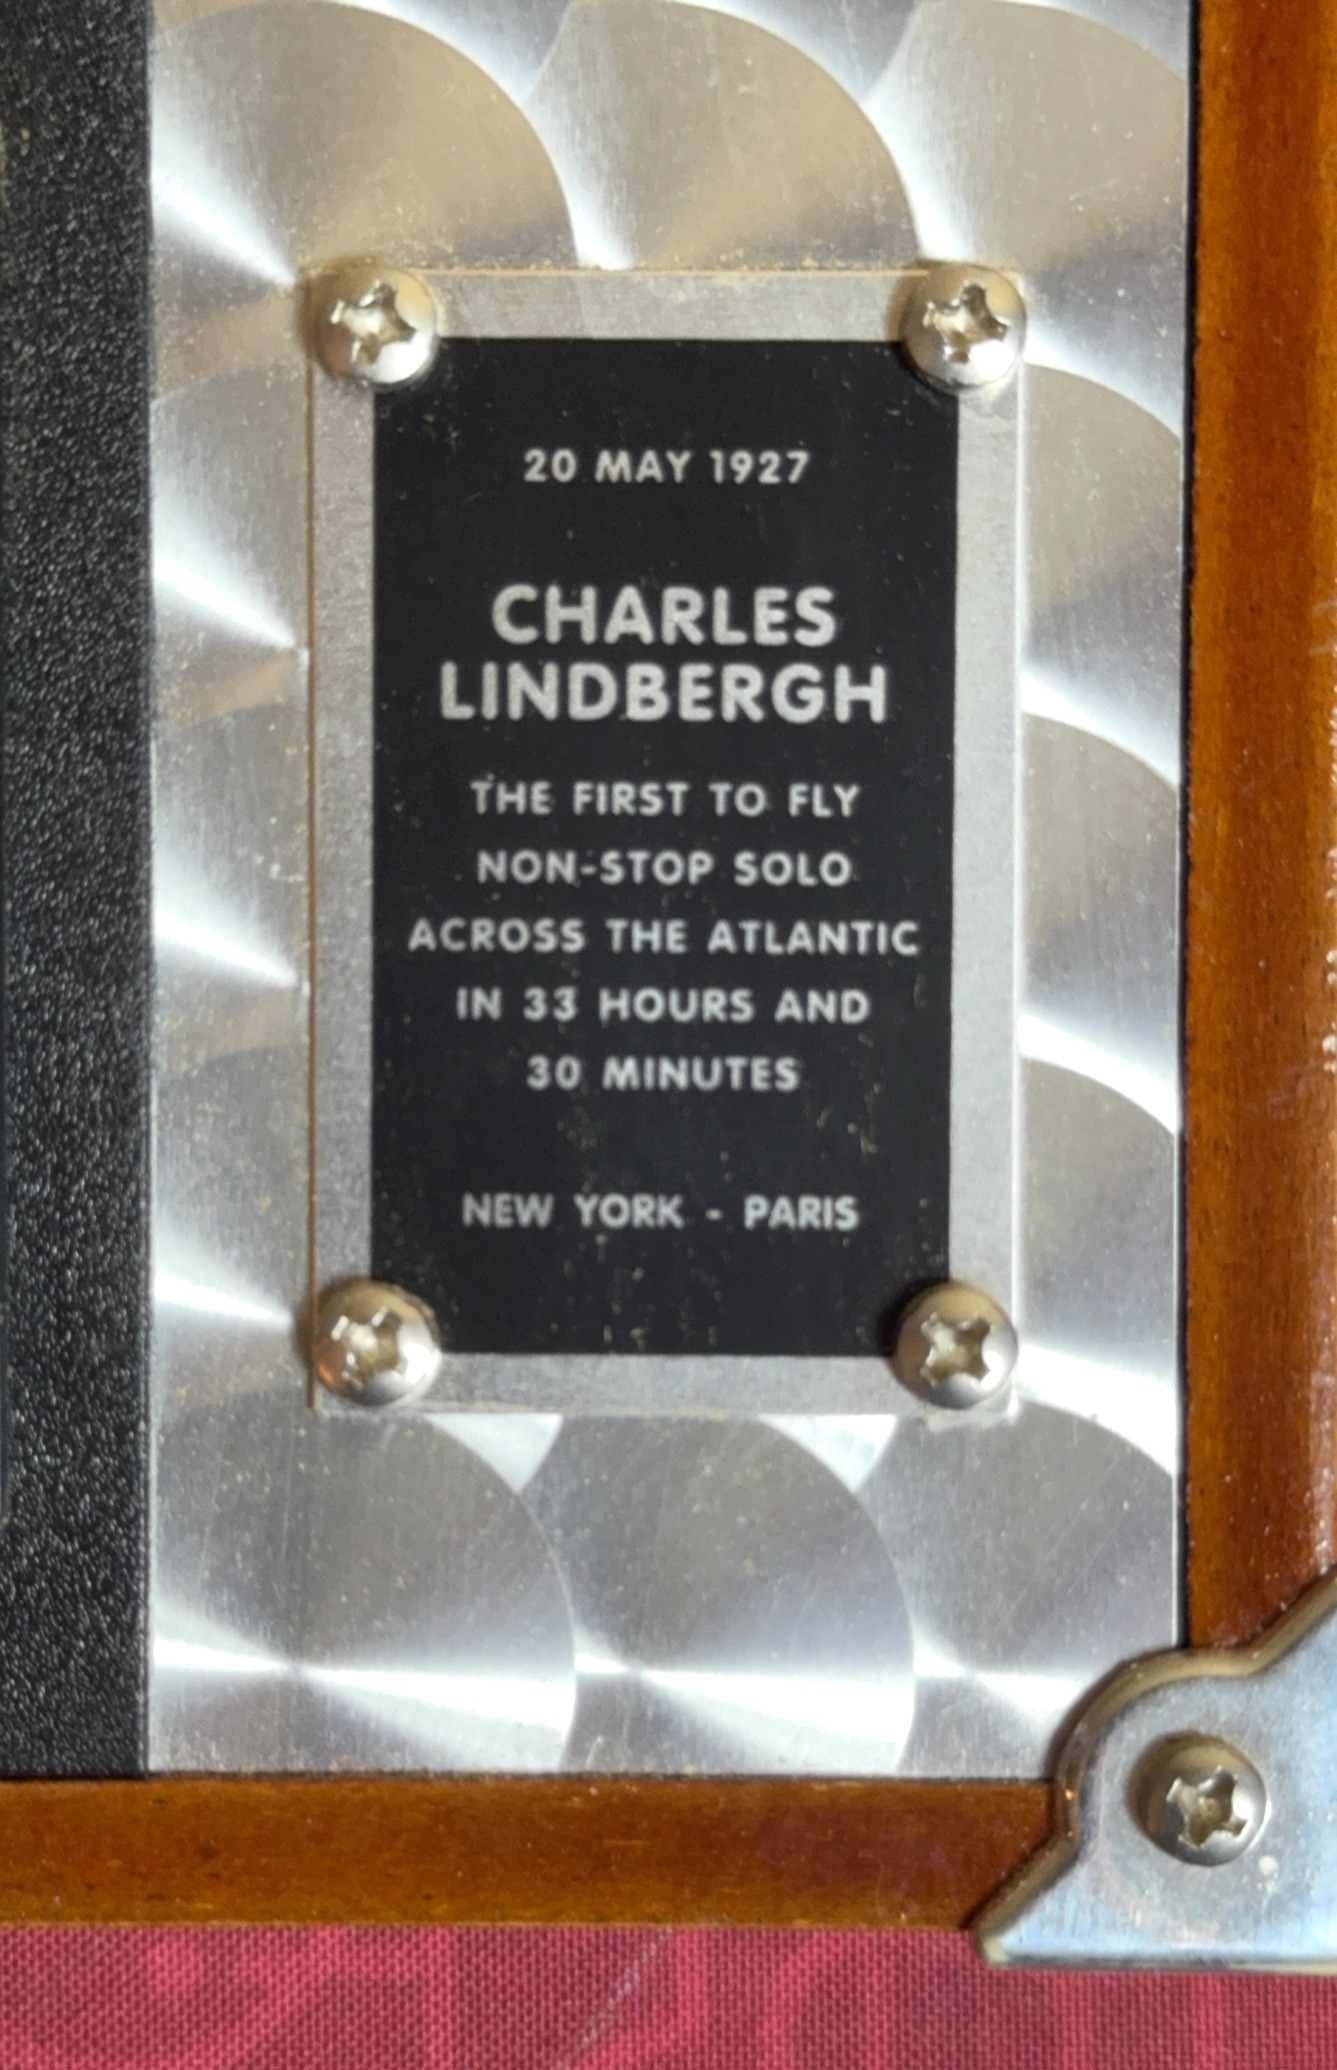 20 MAY 1927
CHARLES
LINDBERGH
THE FIRST TO FLY
NON-STOP SOLO
ACROSS THE ATLANTIC
IN 33 HOURS AND
30 MINUTES
NEW YORK - PARIS